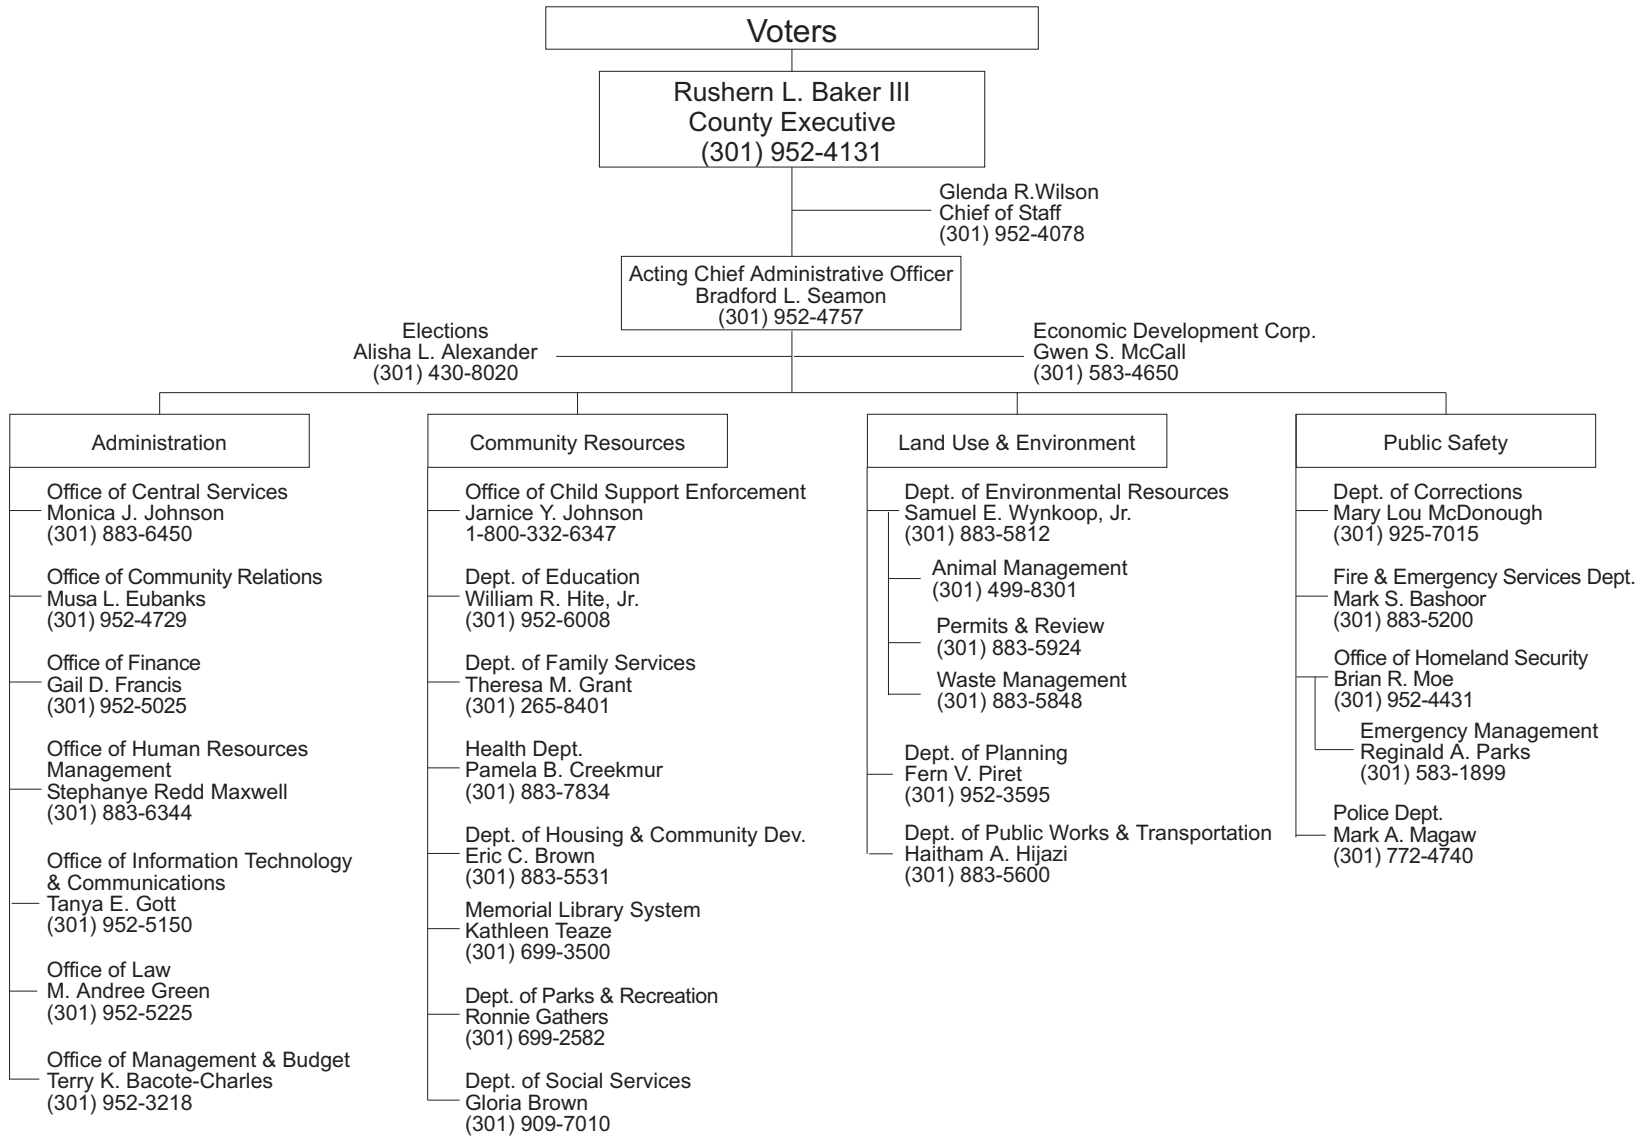 Voters
Rushern L. Baker III
County Executive
(301) 952-4131
Glenda R.Wilson
Chief of Staff
(301) 952-4078
Acting Chief Administrative Officer
Bradford L. Seamon
(301) 952-4757
Elections
Alisha L. Alexander
(301) 430-8020
Economic Development Corp.
Gwen S. McCall
(301) 583-4650
Administration
Office of Central Services
Monica J. Johnson
(301) 883-6450
Office of Community Relations
Musa L. Eubanks
(301) 952-4729
Office of Finance
Gail D. Francis
(301) 952-5025
Office of Human Resources
Management
Stephanye Redd Maxwell
(301) 883-6344
Office of Information Technology
& Communications
Tanya E. Gott
(301) 952-5150
Office of Law
M. Andree Green
(301) 952-5225
Office of Management & Budget
Terry K. Bacote-Charles
(301) 952-3218
Community Resources
Office of Child Support Enforcement
Jarnice Y. Johnson
1-800-332-6347
Dept. of Education
William R. Hite, Jr.
(301) 952-6008
Dept. of Family Services
Theresa M. Grant
(301) 265-8401
Health Dept.
Pamela B. Creekmur
(301) 883-7834
Dept. of Housing & Community Dev.
Eric C. Brown
(301) 883-5531
Memorial Library System
Kathleen Teaze
(301) 699-3500
Dept. of Parks & Recreation
Ronnie Gathers
(301) 699-2582
Dept. of Social Services
Gloria Brown
(301) 909-7010
Land Use & Environment
Dept. of Environmental Resources
Samuel E. Wynkoop, Jr.
(301) 883-5812
Animal Management
(301) 499-8301
Permits & Review
(301) 883-5924
Waste Management
(301) 883-5848
Dept. of Planning
Fern V. Piret
(301) 952-3595
Dept. of Public Works & Transportation
Haitham A. Hijazi
(301) 883-5600
Public Safety
Dept. of Corrections
Mary Lou McDonough
(301) 925-7015
Fire & Emergency Services Dept.
Mark S. Bashoor
(301) 883-5200
Office of Homeland Security
Brian R. Moe
(301) 952-4431
Emergency Management
Reginald A. Parks
(301) 583-1899
Police Dept.
Mark A. Magaw
(301) 772-4740